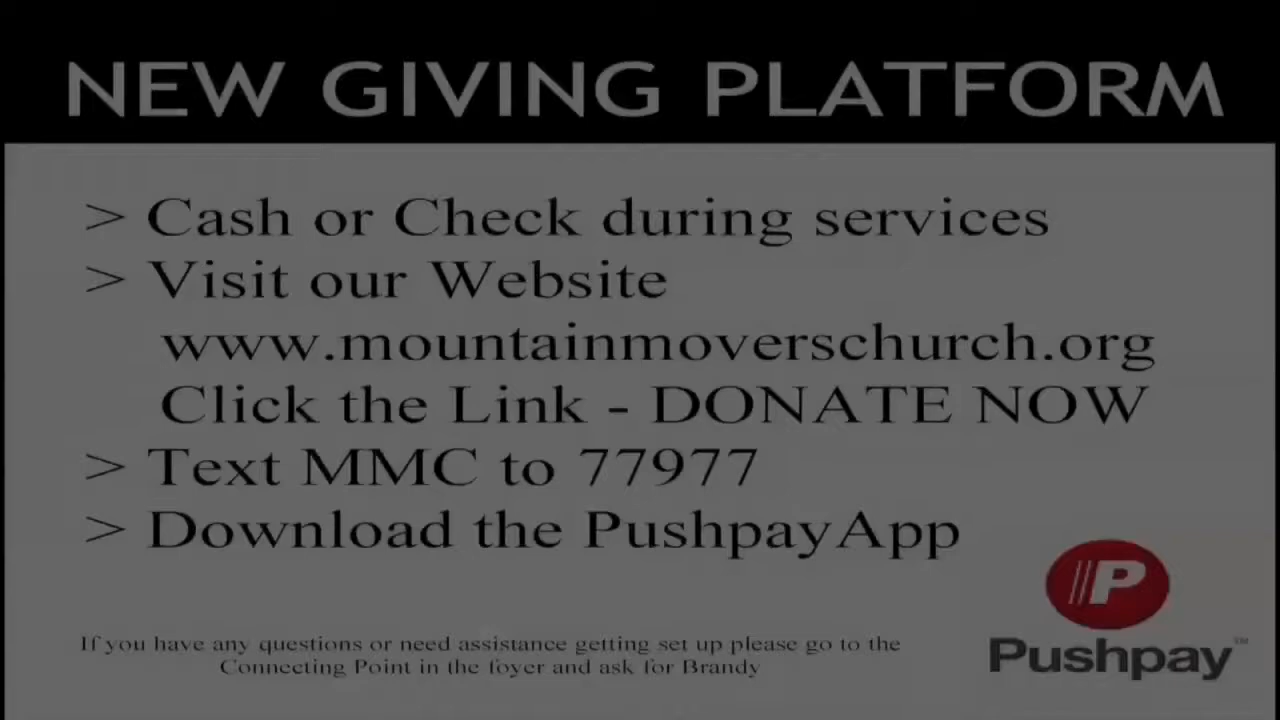 NEW GIVING PLATFORM
> Cash or Check during services
> Visit our Website
www.mountainmoverschurch.org
Click the Link - DONATE NOW
> Text MMC to 77977
> Download the Pushpay App
If you have any questions or need assistance getting set up please go to the
Connecting Point in the foyer and ask for Brandy
P
Pushpay™